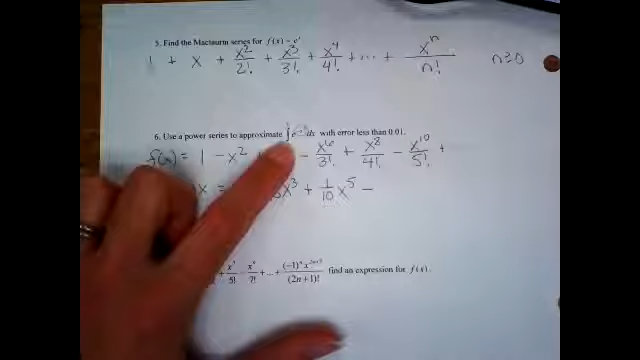 5. Find the Maclaurin series for f(x) = eˣ
1 + x + x²/2! + x³/3! + x⁴/4! + ... + xⁿ/n! n≥0
6. Use a power series to approximate ∫ dx with error less than 0.01.
f(x) = 1 - x² + - x⁶/3! + x⁸/4! - x¹⁰/5! +
x = x³ + 1/10 x⁵ -
+ x⁵/5! - x⁷/7! + ... + (-1)ⁿ x²ⁿ⁺¹/(2n+1)! find an expression for f(x).